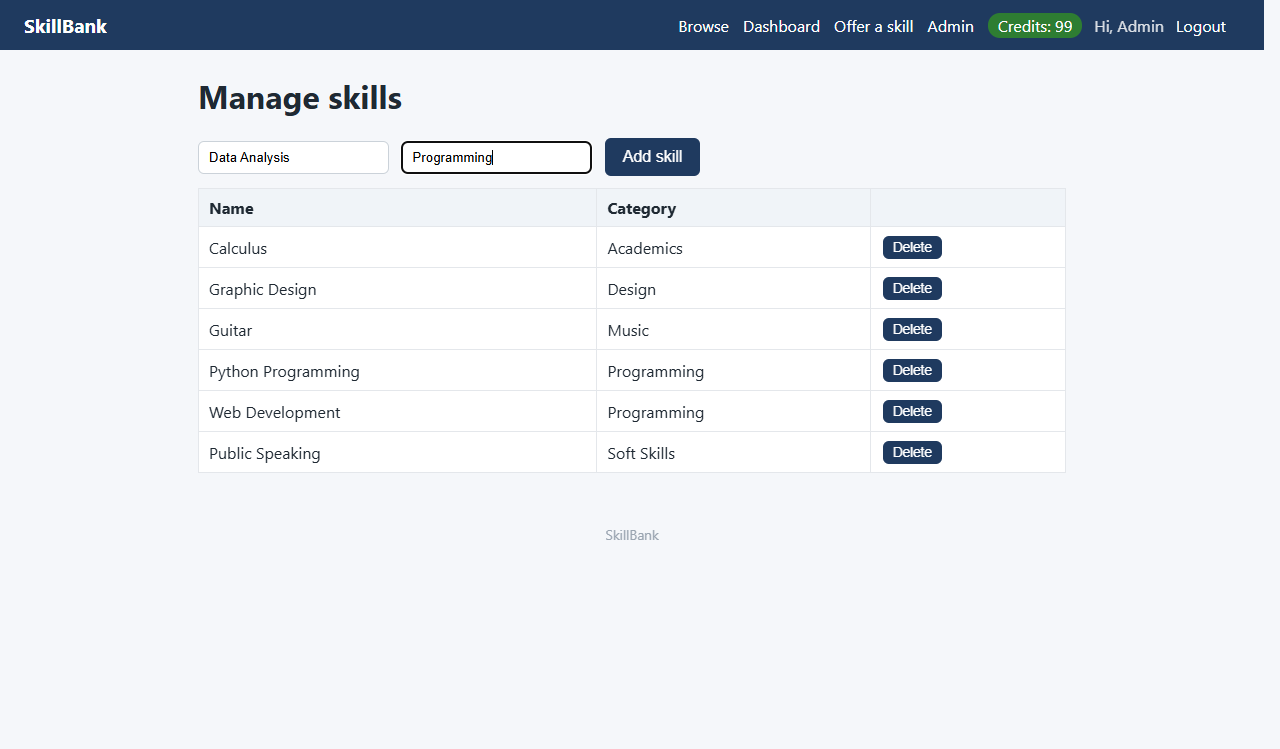 SkillBank Browse Dashboard Offer a skill Admin Credits: 99 Hi, Admin Logout
Manage skills
Data Analysis Programming Add skill
Name Category
Calculus Academics Delete
Graphic Design Design Delete
Guitar Music Delete
Python Programming Programming Delete
Web Development Programming Delete
Public Speaking Soft Skills Delete
SkillBank